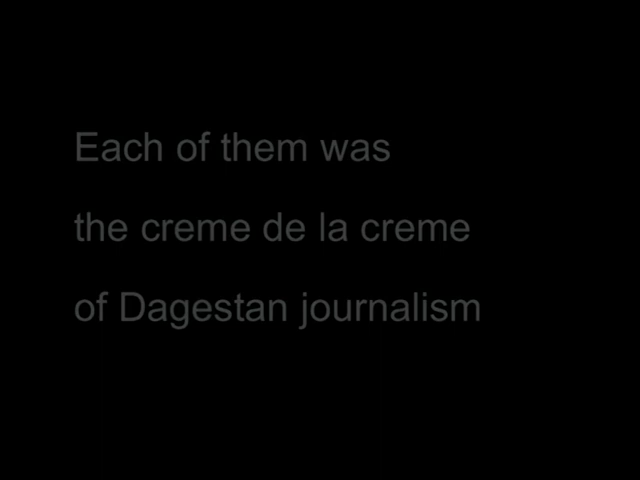 Each of them was
the creme de la creme
of Dagestan journalism